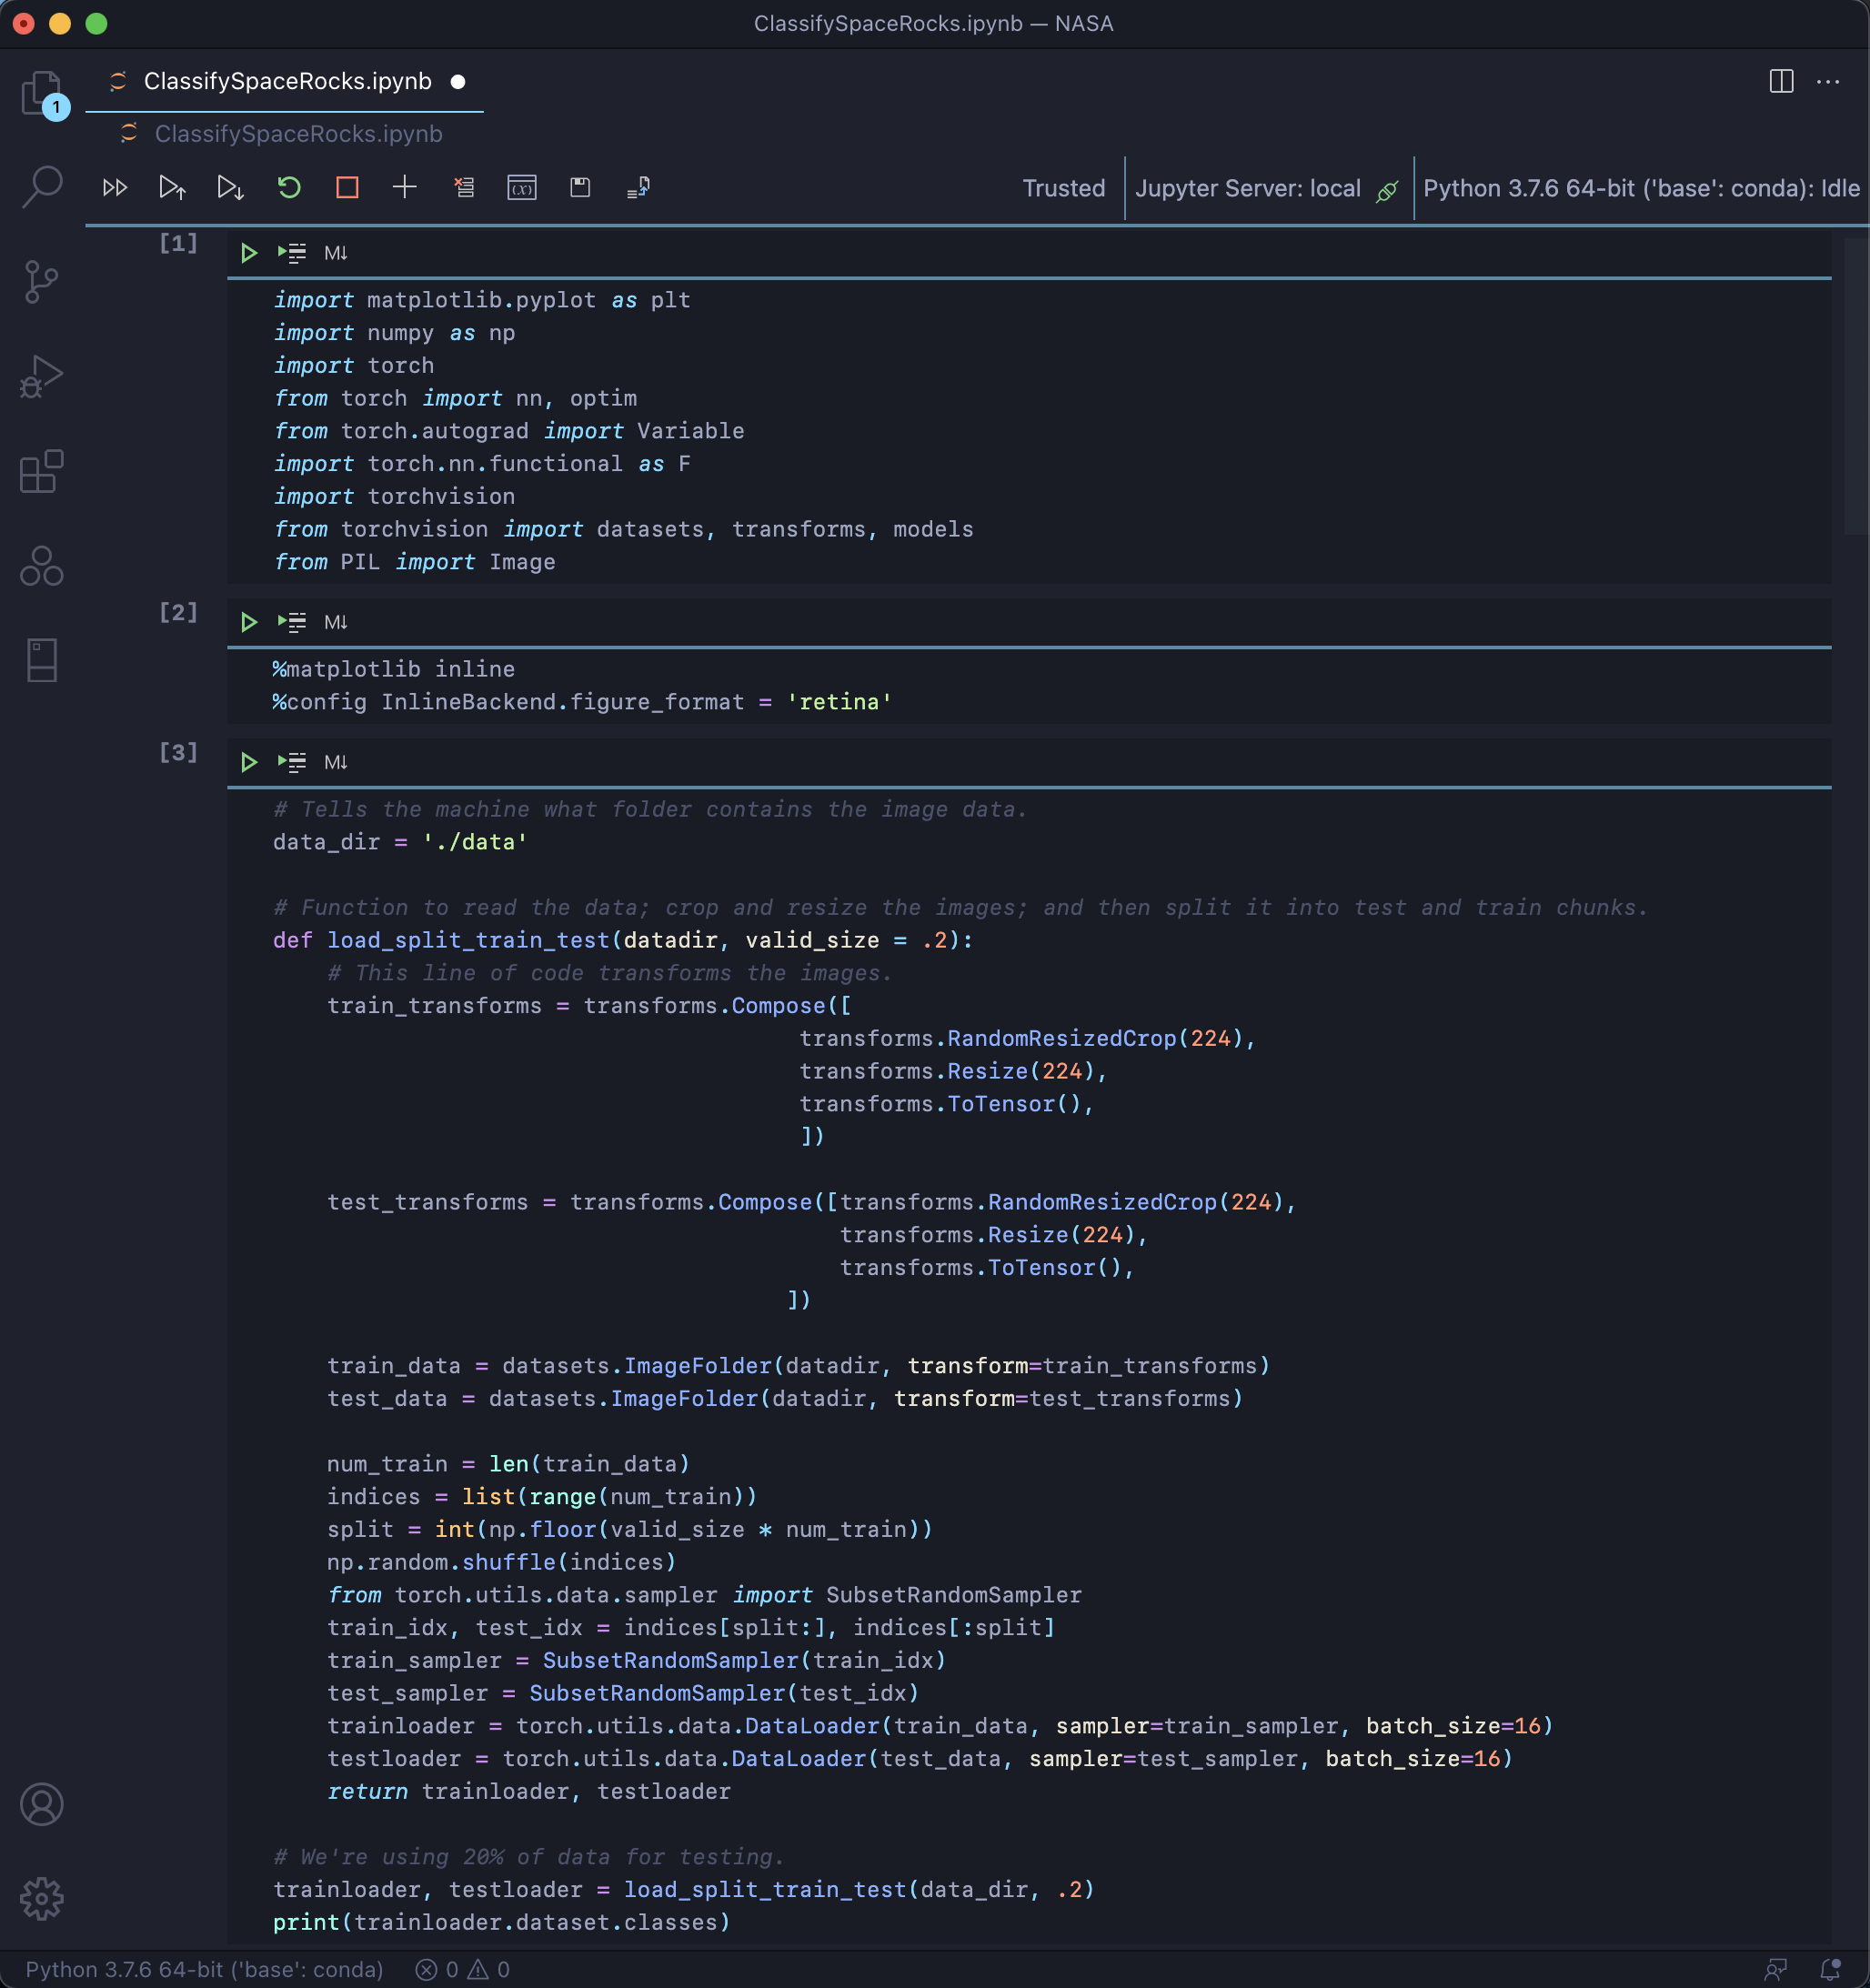 ClassifySpaceRocks.ipynb — NASA
ClassifySpaceRocks.ipynb
1
ClassifySpaceRocks.ipynb
Trusted
Jupyter Server: local
Python 3.7.6 64-bit ('base': conda): Idle
[1]
M↓
import matplotlib.pyplot as plt
import numpy as np
import torch
from torch import nn, optim
from torch.autograd import Variable
import torch.nn.functional as F
import torchvision
from torchvision import datasets, transforms, models
from PIL import Image
[2]
M↓
%matplotlib inline
%config InlineBackend.figure_format = 'retina'
[3]
M↓
# Tells the machine what folder contains the image data.
data_dir = './data'
# Function to read the data; crop and resize the images; and then split it into test and train chunks.
def load_split_train_test(datadir, valid_size = .2):
    # This line of code transforms the images.
    train_transforms = transforms.Compose([
                                       transforms.RandomResizedCrop(224),
                                       transforms.Resize(224),
                                       transforms.ToTensor(),
                                       ])
    test_transforms = transforms.Compose([transforms.RandomResizedCrop(224),
                                          transforms.Resize(224),
                                          transforms.ToTensor(),
                                      ])
    train_data = datasets.ImageFolder(datadir, transform=train_transforms)
    test_data = datasets.ImageFolder(datadir, transform=test_transforms)
    num_train = len(train_data)
    indices = list(range(num_train))
    split = int(np.floor(valid_size * num_train))
    np.random.shuffle(indices)
    from torch.utils.data.sampler import SubsetRandomSampler
    train_idx, test_idx = indices[split:], indices[:split]
    train_sampler = SubsetRandomSampler(train_idx)
    test_sampler = SubsetRandomSampler(test_idx)
    trainloader = torch.utils.data.DataLoader(train_data, sampler=train_sampler, batch_size=16)
    testloader = torch.utils.data.DataLoader(test_data, sampler=test_sampler, batch_size=16)
    return trainloader, testloader
# We're using 20% of data for testing.
trainloader, testloader = load_split_train_test(data_dir, .2)
print(trainloader.dataset.classes)
Python 3.7.6 64-bit ('base': conda) 0 0